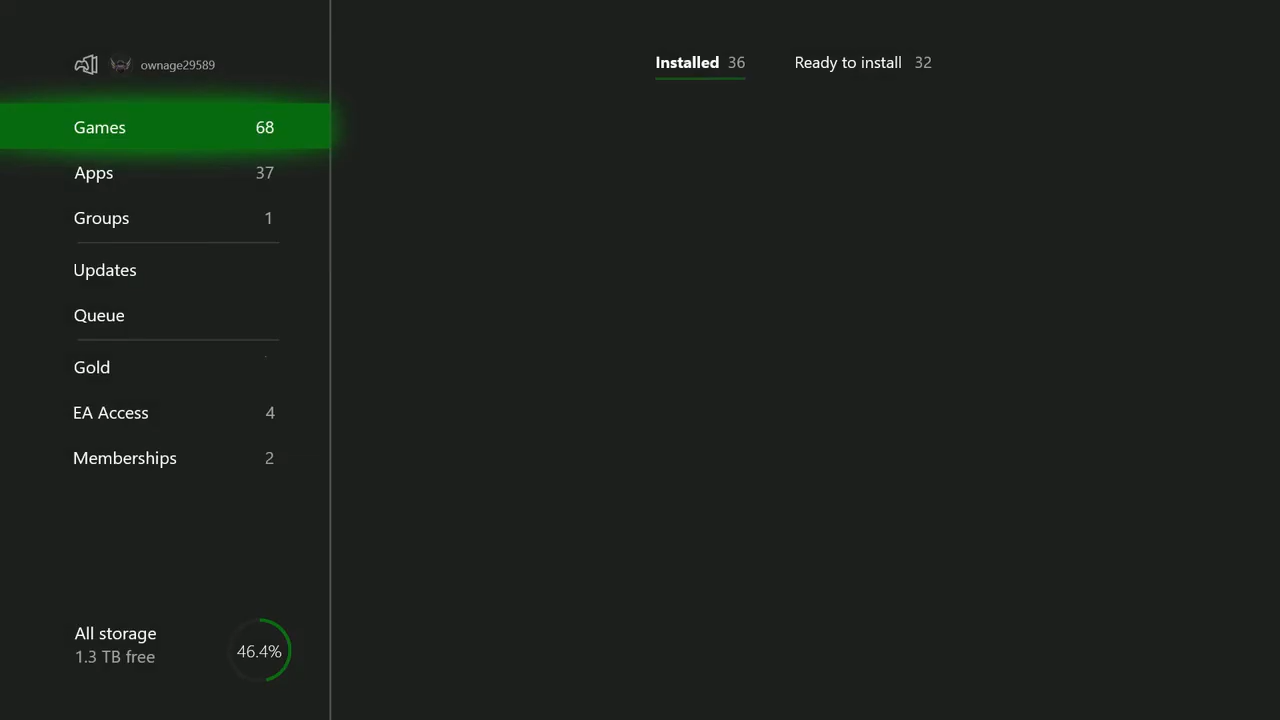 ownage29589
Installed 36 Ready to install 32
Games 68
Apps 37
Groups 1
Updates
Queue
Gold
EA Access 4
Memberships 2
All storage
1.3 TB free
46.4%